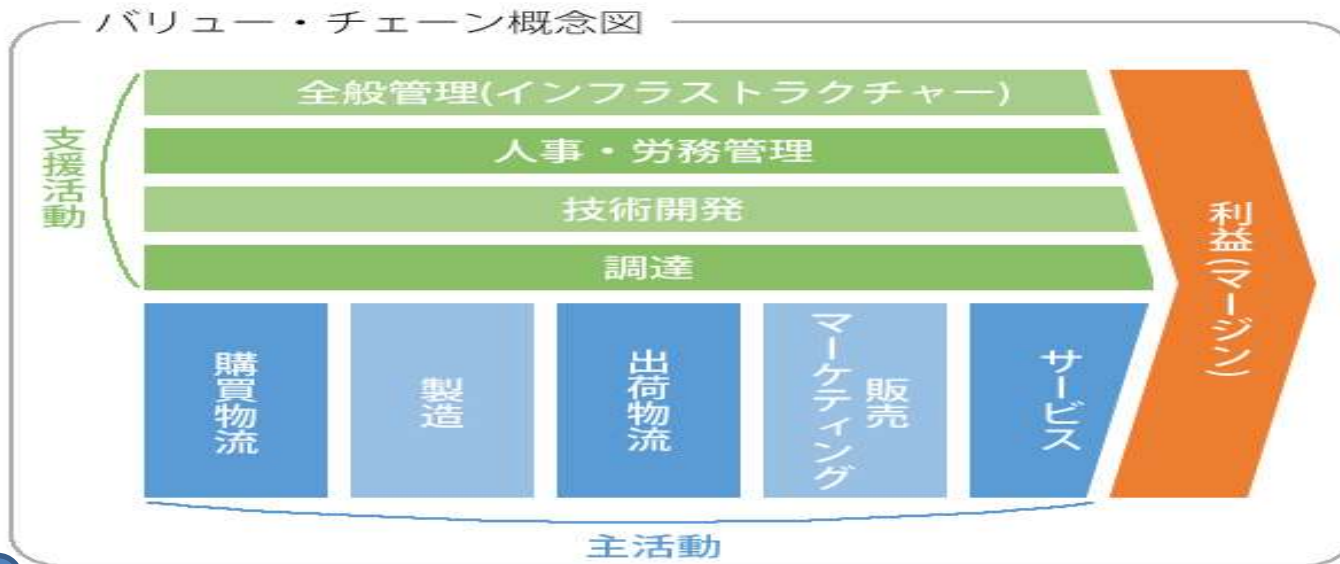 バリュー・チェーン概念図
支援活動
全般管理(インフラストラクチャー)
人事・労務管理
技術開発
調達
購買物流
製造
出荷物流
販売
マーケティング
サービス
利益(マージン)
主活動